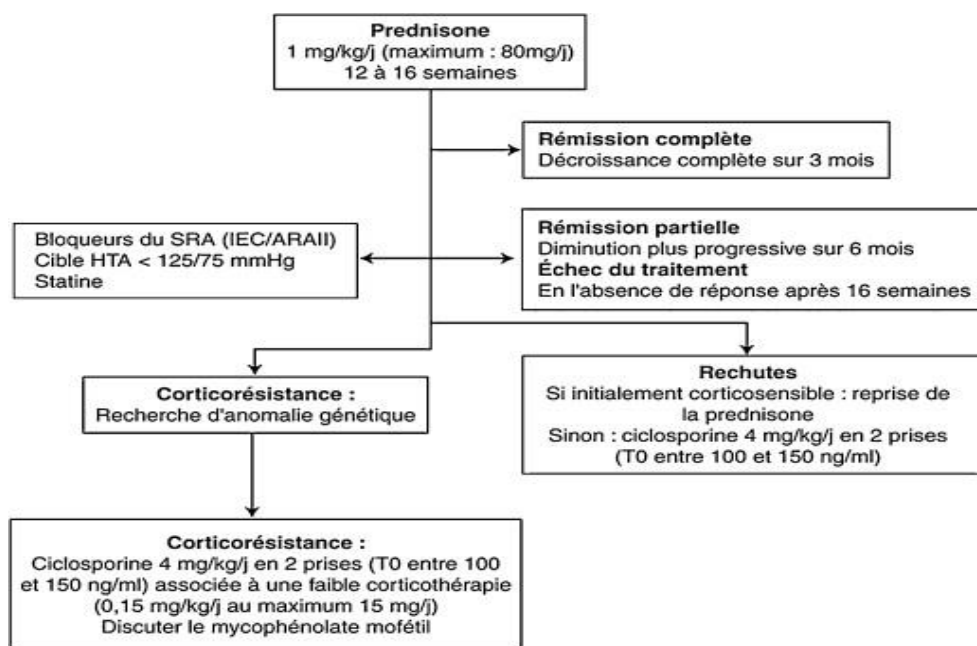 Prednisone
1 mg/kg/j (maximum : 80mg/j)
12 à 16 semaines
Rémission complète
Décroissance complète sur 3 mois
Bloqueurs du SRA (IEC/ARAII)
Cible HTA < 125/75 mmHg
Statine
Rémission partielle
Diminution plus progressive sur 6 mois
Échec du traitement
En l'absence de réponse après 16 semaines
Corticorésistance :
Recherche d'anomalie génétique
Rechutes
Si initialement corticosensible : reprise de
la prednisone
Sinon : ciclosporine 4 mg/kg/j en 2 prises
(T0 entre 100 et 150 ng/ml)
Corticorésistance :
Ciclosporine 4 mg/kg/j en 2 prises (T0 entre 100
et 150 ng/ml) associée à une faible corticothérapie
(0,15 mg/kg/j au maximum 15 mg/j)
Discuter le mycophénolate mofétil